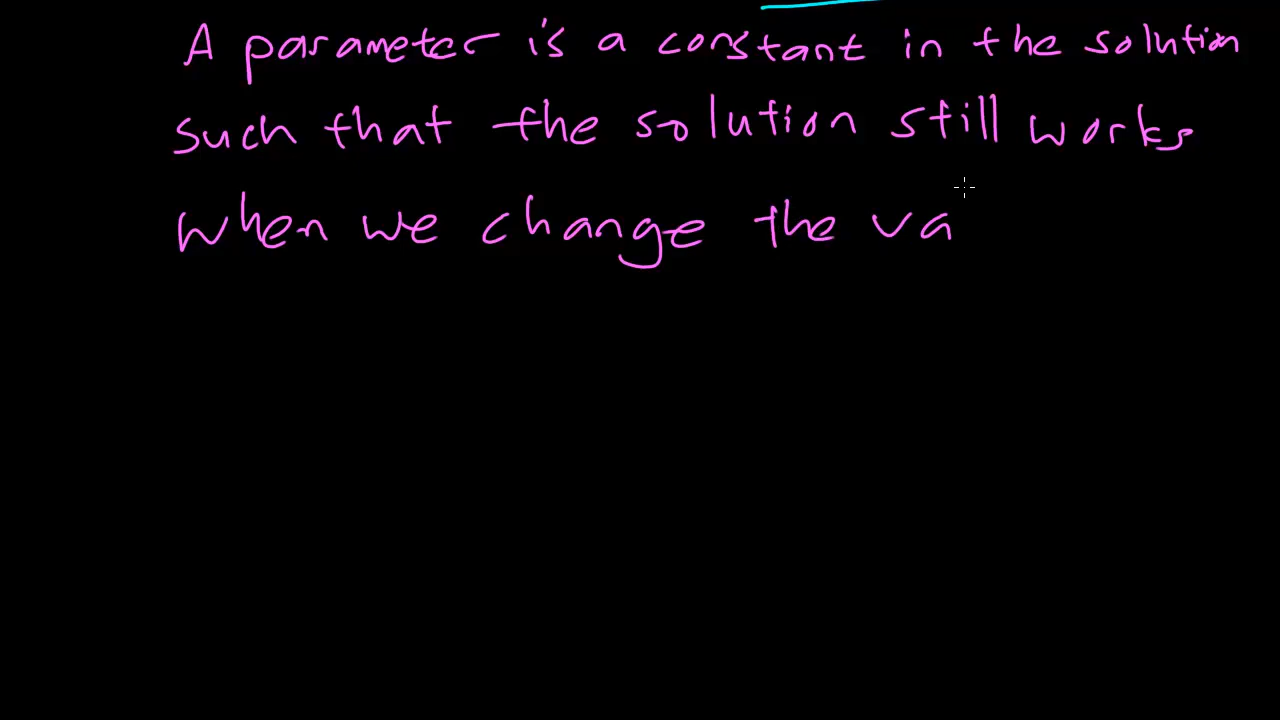 A parameter is a constant in the solution
such that the solution still works
when we change the va